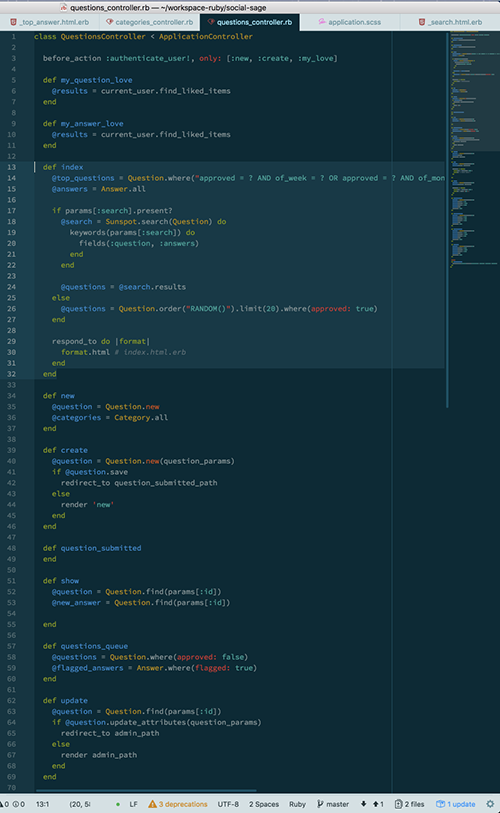 questions_controller.rb — ~/workspace-ruby/social-sage
_top_answer.html.erb categories_controller.rb questions_controller.rb application.scss _search.html.erb
1 class QuestionsController < ApplicationController
2
3 before_action :authenticate_user!, only: [:new, :create, :my_love]
4
5 def my_question_love
6 @results = current_user.find_liked_items
7 end
8
9 def my_answer_love
10 @results = current_user.find_liked_items
11 end
12
13 def index
14 @top_questions = Question.where("approved = ? AND of_week = ? OR approved = ? AND of_mon
15 @answers = Answer.all
16
17 if params[:search].present?
18 @search = Sunspot.search(Question) do
19 keywords(params[:search]) do
20 fields(:question, :answers)
21 end
22 end
23
24 @questions = @search.results
25 else
26 @questions = Question.order("RANDOM()").limit(20).where(approved: true)
27 end
28
29 respond_to do |format|
30 format.html # index.html.erb
31 end
32 end
33
34 def new
35 @question = Question.new
36 @categories = Category.all
37 end
38
39 def create
40 @question = Question.new(question_params)
41 if @question.save
42 redirect_to question_submitted_path
43 else
44 render 'new'
45 end
46 end
47
48 def question_submitted
49 end
50
51 def show
52 @question = Question.find(params[:id])
53 @new_answer = Question.find(params[:id])
54
55 end
56
57 def questions_queue
58 @questions = Question.where(approved: false)
59 @flagged_answers = Answer.where(flagged: true)
60 end
61
62 def update
63 @question = Question.find(params[:id])
64 if @question.update_attributes(question_params)
65 redirect_to admin_path
66 else
67 render admin_path
68 end
69 end
70
0 0 13:1 (20, 5 LF 3 deprecations UTF-8 2 Spaces Ruby master 1 2 files 1 update